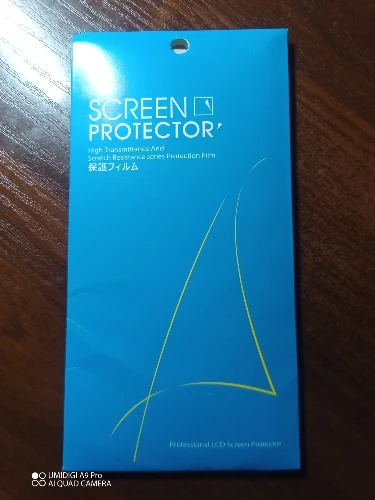 SCREEN
PROTECTOR
High Transmittance And
Scratch Resistance series Protection Film
保護フィルム
Professional LCD Screen Protector
UMIDIGI A9 Pro
AI QUAD CAMERA